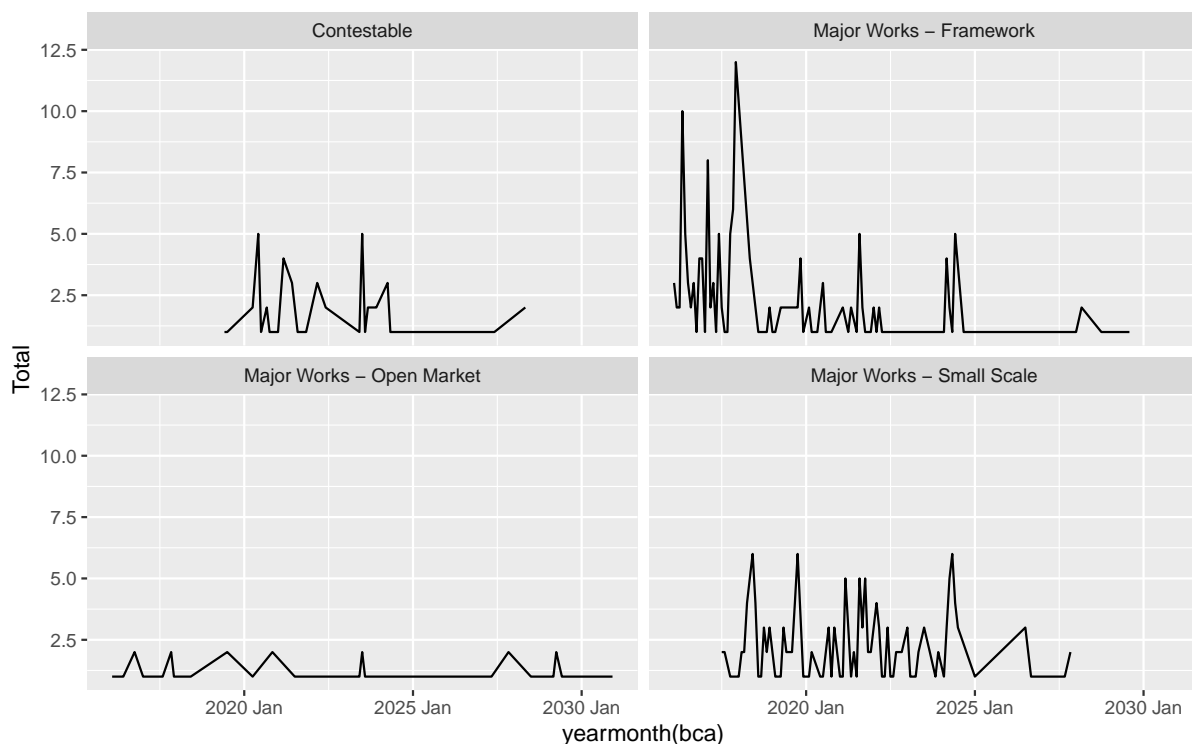 Contestable
Major Works − Framework
12.5
10.0
7.5
5.0
2.5
Major Works − Open Market
Major Works − Small Scale
12.5
10.0
7.5
5.0
2.5
Total
2020 Jan 2025 Jan 2030 Jan 2020 Jan 2025 Jan 2030 Jan
yearmonth(bca)